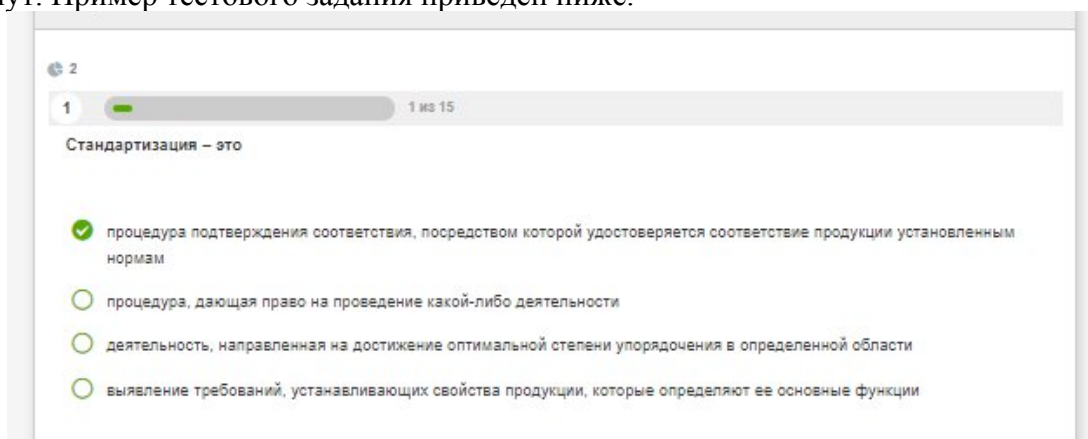 ут. Пример тестового задания приведен ниже.
2
1 1 из 15
Стандартизация – это
процедура подтверждения соответствия, посредством которой удостоверяется соответствие продукции установленным
нормам
процедура, дающая право на проведение какой-либо деятельности
деятельность, направленная на достижение оптимальной степени упорядочения в определенной области
выявление требований, устанавливающих свойства продукции, которые определяют ее основные функции